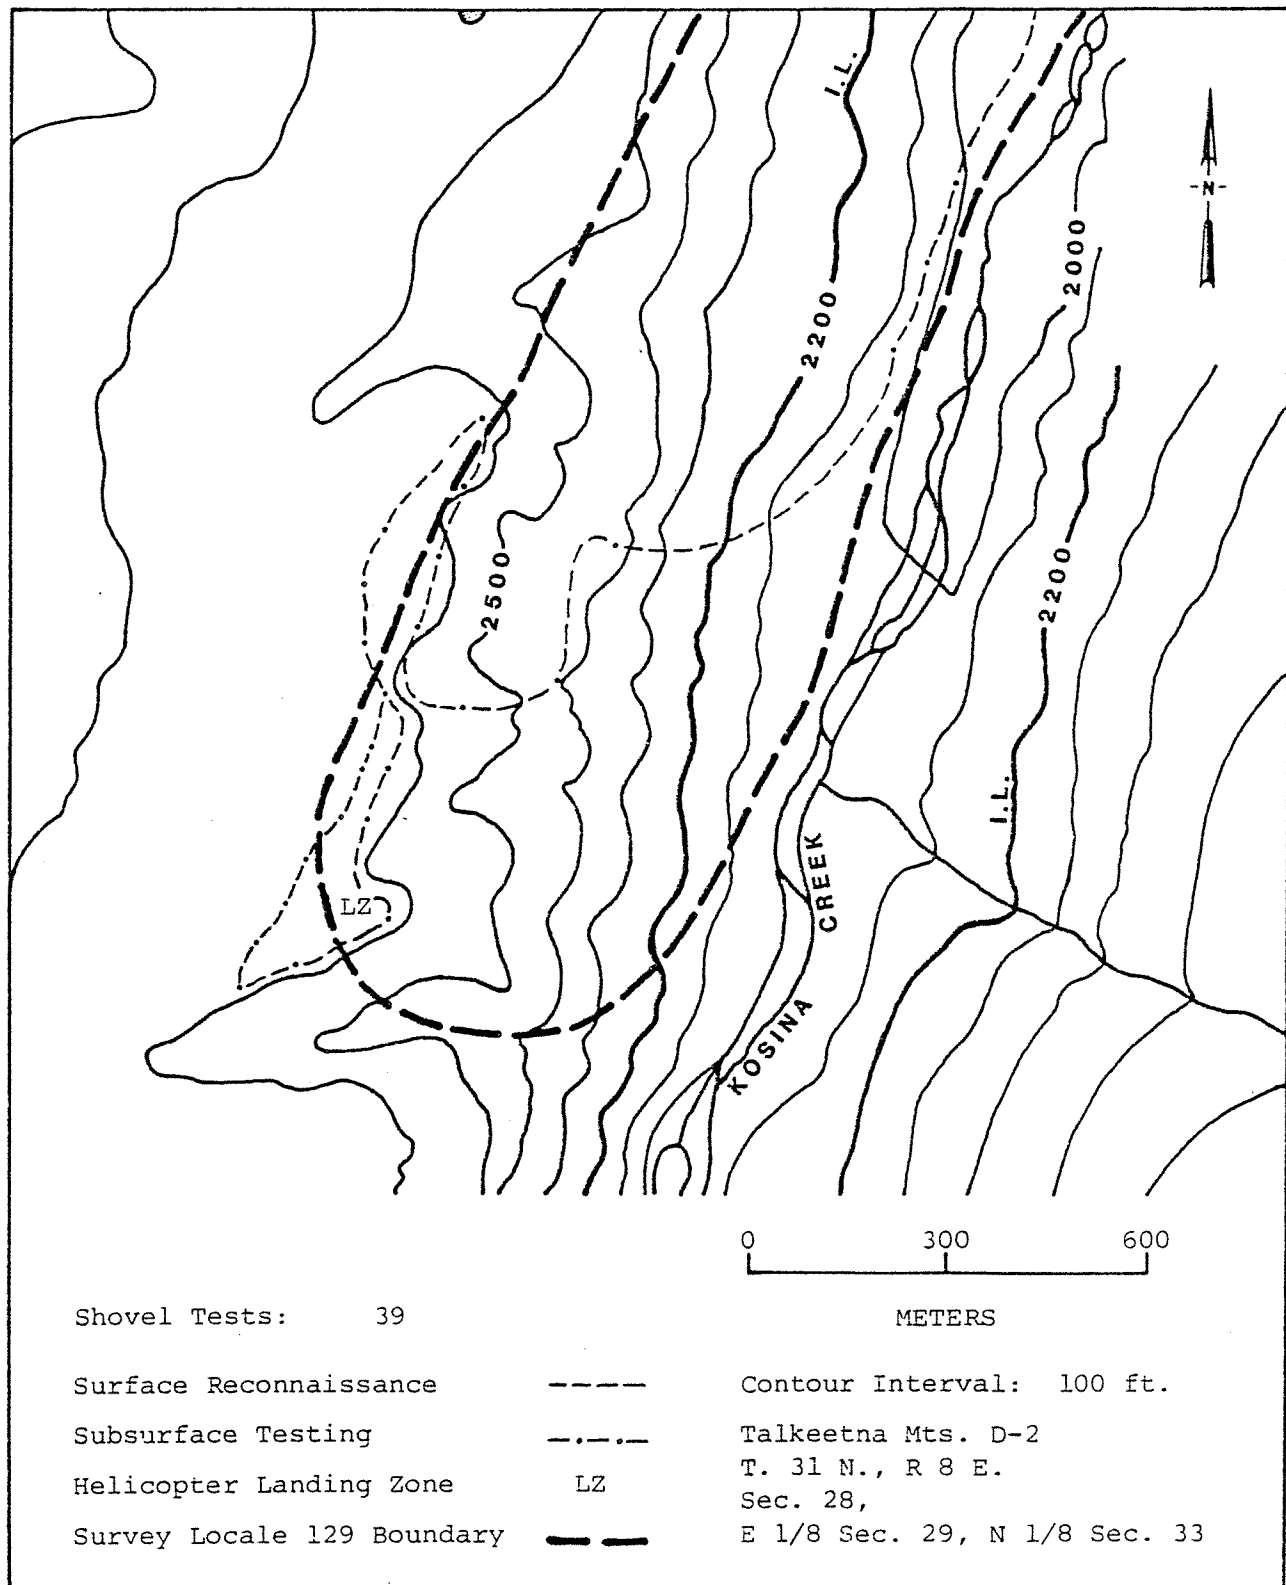 I.L.
-N-
2000
2200
2500
2200
I.L.
LZ
CREEK
KOSINA
0 300 600
METERS
Shovel Tests: 39
Surface Reconnaissance
Contour Interval: 100 ft.
Subsurface Testing
Talkeetna Mts. D-2
T. 31 N., R 8 E.
Helicopter Landing Zone LZ
Sec. 28,
Survey Locale 129 Boundary
E 1/8 Sec. 29, N 1/8 Sec. 33